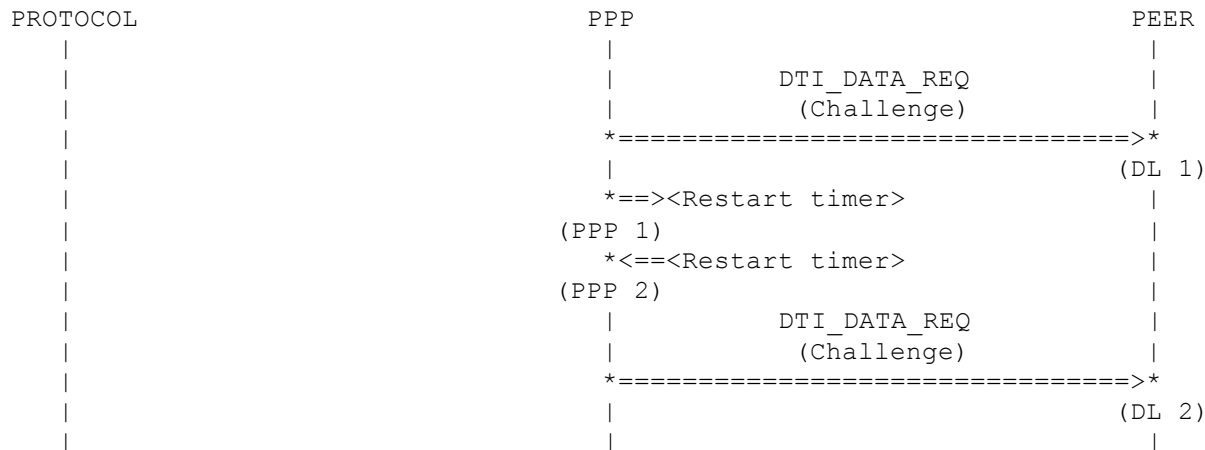 PROTOCOL PPP PEER
| | |
| | DTI_DATA_REQ |
| | (Challenge) |
| *================================>*
| | (DL 1)
| *==><Restart timer> |
| (PPP 1) |
| *<==<Restart timer> |
| (PPP 2) |
| | DTI_DATA_REQ |
| | (Challenge) |
| *================================>*
| | (DL 2)
| | |